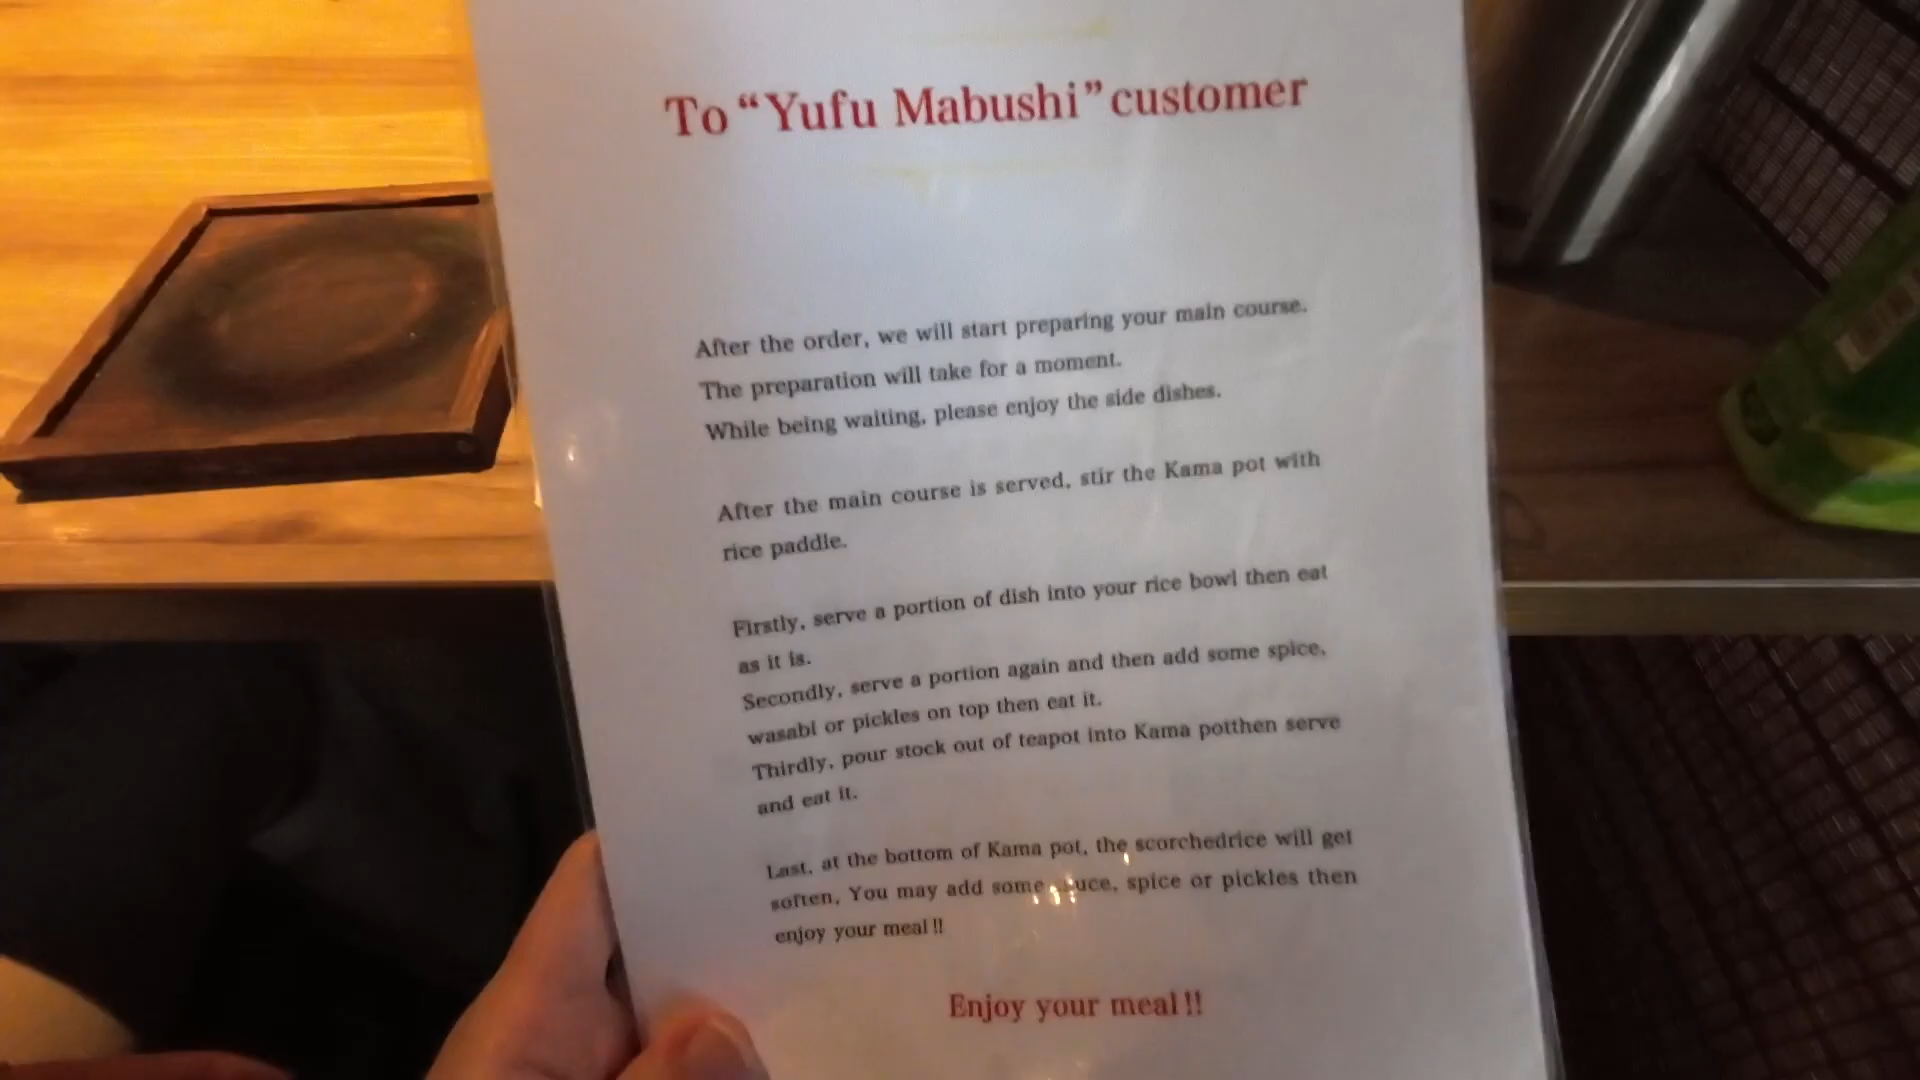 To “Yufu Mabushi” customer
After the order, we will start preparing your main course.
The preparation will take for a moment.
While being waiting, please enjoy the side dishes.
After the main course is served, stir the Kama pot with
rice paddle.
Firstly, serve a portion of dish into your rice bowl then eat
as it is.
Secondly, serve a portion again and then add some spice,
wasabi or pickles on top then eat it.
Thirdly, pour stock out of teapot into Kama potthen serve
and eat it.
Last, at the bottom of Kama pot, the scorchedrice will get
soften, You may add some sauce, spice or pickles then
enjoy your meal!!
Enjoy your meal!!